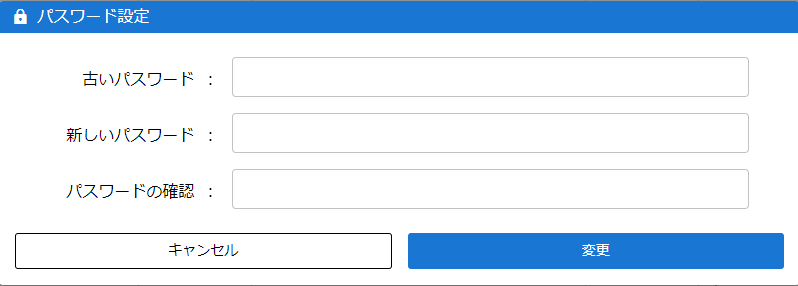 パスワード設定
古いパスワード :
新しいパスワード :
パスワードの確認 :
キャンセル 変更